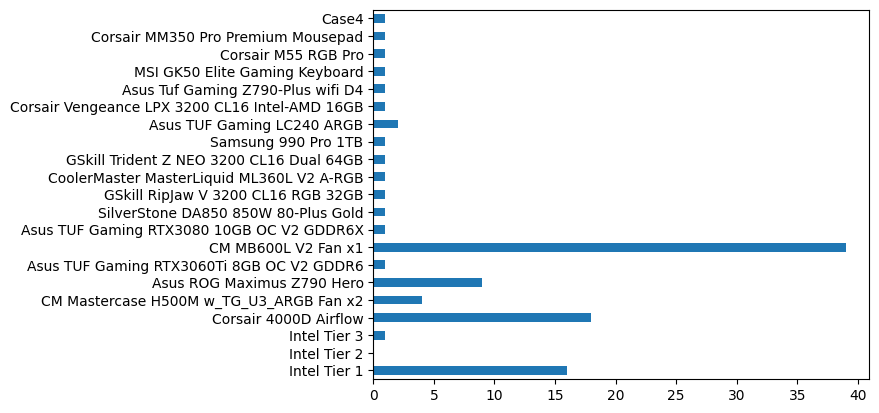 Case4
Corsair MM350 Pro Premium Mousepad
Corsair M55 RGB Pro
MSI GK50 Elite Gaming Keyboard
Asus Tuf Gaming Z790-Plus wifi D4
Corsair Vengeance LPX 3200 CL16 Intel-AMD 16GB
Asus TUF Gaming LC240 ARGB
Samsung 990 Pro 1TB
GSkill Trident Z NEO 3200 CL16 Dual 64GB
CoolerMaster MasterLiquid ML360L V2 A-RGB
GSkill RipJaw V 3200 CL16 RGB 32GB
SilverStone DA850 850W 80-Plus Gold
Asus TUF Gaming RTX3080 10GB OC V2 GDDR6X
CM MB600L V2 Fan x1
Asus TUF Gaming RTX3060Ti 8GB OC V2 GDDR6
Asus ROG Maximus Z790 Hero
CM Mastercase H500M w_TG_U3_ARGB Fan x2
Corsair 4000D Airflow
Intel Tier 3
Intel Tier 2
Intel Tier 1
0 5 10 15 20 25 30 35 40